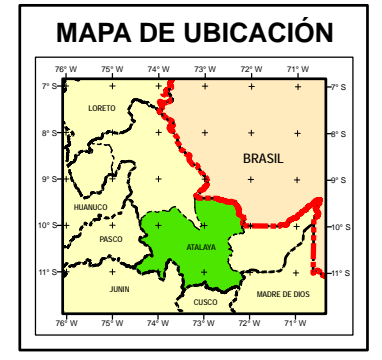 MAPA DE UBICACIÓN
76° W 75° W 74° W 73° W 72° W 71° W
7° S 7° S
LORETO
8° S 8° S
BRASIL
9° S 9° S
HUANUCO
10° S 10° S
PASCO
ATALAYA
11° S 11° S
JUNIN
CUSCO
MADRE DE DIOS
76° W 75° W 74° W 73° W 72° W 71° W